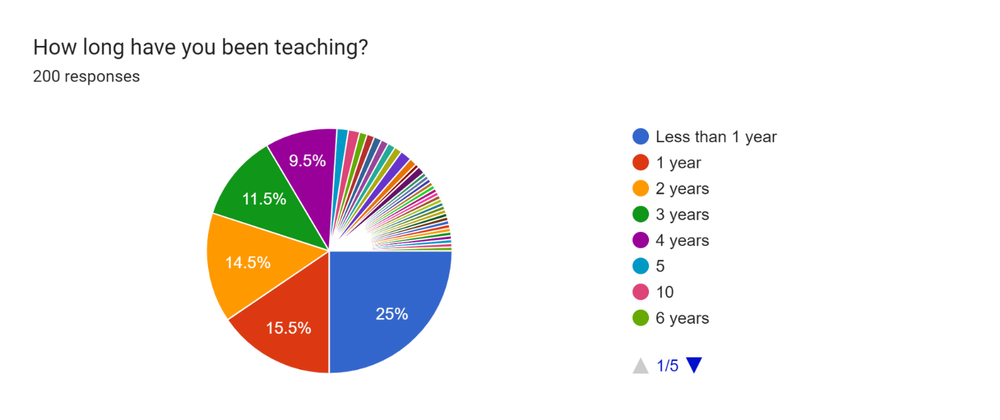 How long have you been teaching?
200 responses
9.5%
11.5%
14.5%
15.5%
25%
Less than 1 year
1 year
2 years
3 years
4 years
5
10
6 years
1/5